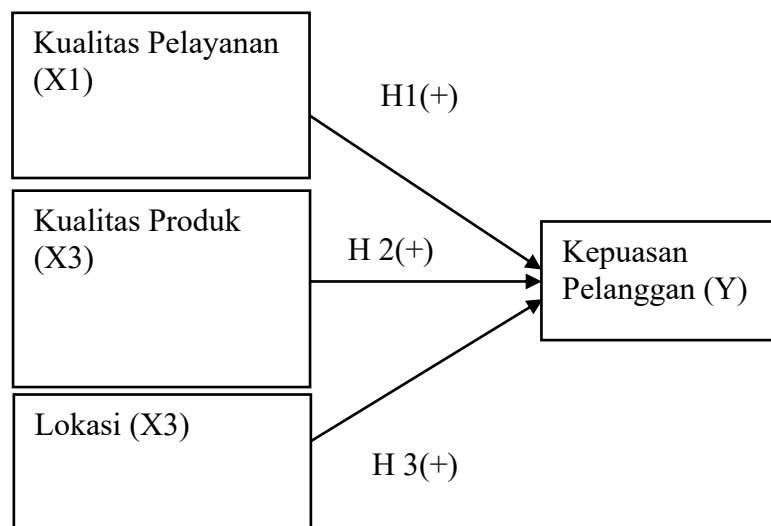 Kualitas Pelayanan
(X1)
H1(+)
Kualitas Produk
(X3)
H 2(+)
Kepuasan
Pelanggan (Y)
Lokasi (X3)
H 3(+)